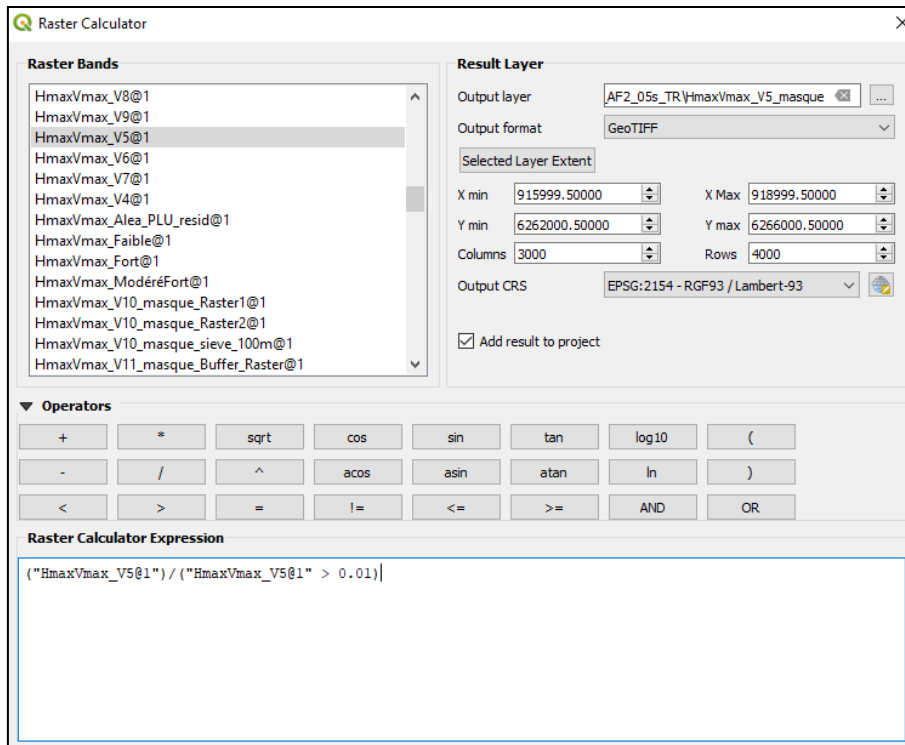 Raster Calculator
Raster Bands
HmaxVmax_V8@1
HmaxVmax_V9@1
HmaxVmax_V5@1
HmaxVmax_V6@1
HmaxVmax_V7@1
HmaxVmax_V4@1
HmaxVmax_Alea_PLU_resid@1
HmaxVmax_Faible@1
HmaxVmax_Fort@1
HmaxVmax_ModéréFort@1
HmaxVmax_V10_masque_Raster1@1
HmaxVmax_V10_masque_Raster2@1
HmaxVmax_V10_masque_sieve_100m@1
HmaxVmax_V11_masque_Buffer_Raster@1
Result Layer
Output layer AF2_05s_TR\HmaxVmax_V5_masque ...
Output format GeoTIFF
Selected Layer Extent
X min 915999.50000 X Max 918999.50000
Y min 6262000.50000 Y max 6266000.50000
Columns 3000 Rows 4000
Output CRS EPSG:2154 - RGF93 / Lambert-93
Add result to project
Operators
+ * sqrt cos sin tan log10 (
- / ^ acos asin atan ln )
< > = != <= >= AND OR
Raster Calculator Expression
("HmaxVmax_V5@1")/("HmaxVmax_V5@1" > 0.01)